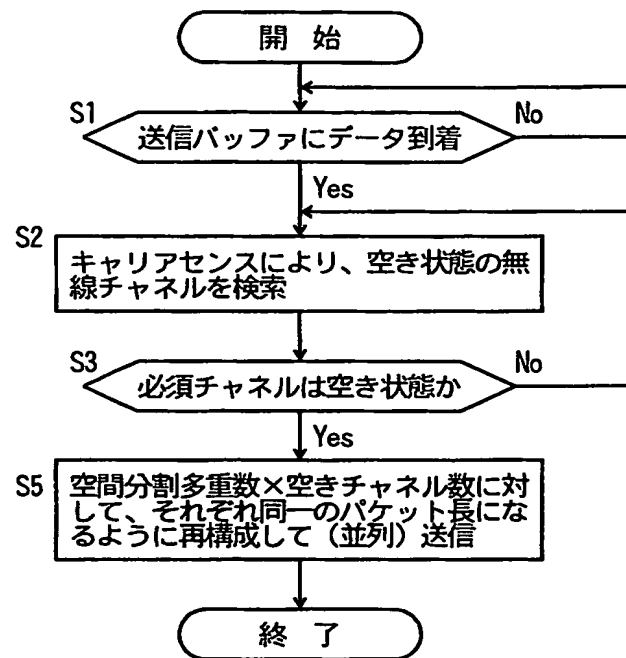 開 始
S1
送信バッファにデータ到着
No
Yes
S2
キャリアセンスにより、空き状態の無
線チャネルを検索
S3
必須チャネルは空き状態か
No
Yes
S5
空間分割多重数×空きチャネル数に対
して、それぞれ同一のパケット長にな
るように再構成して（並列）送信
終 了